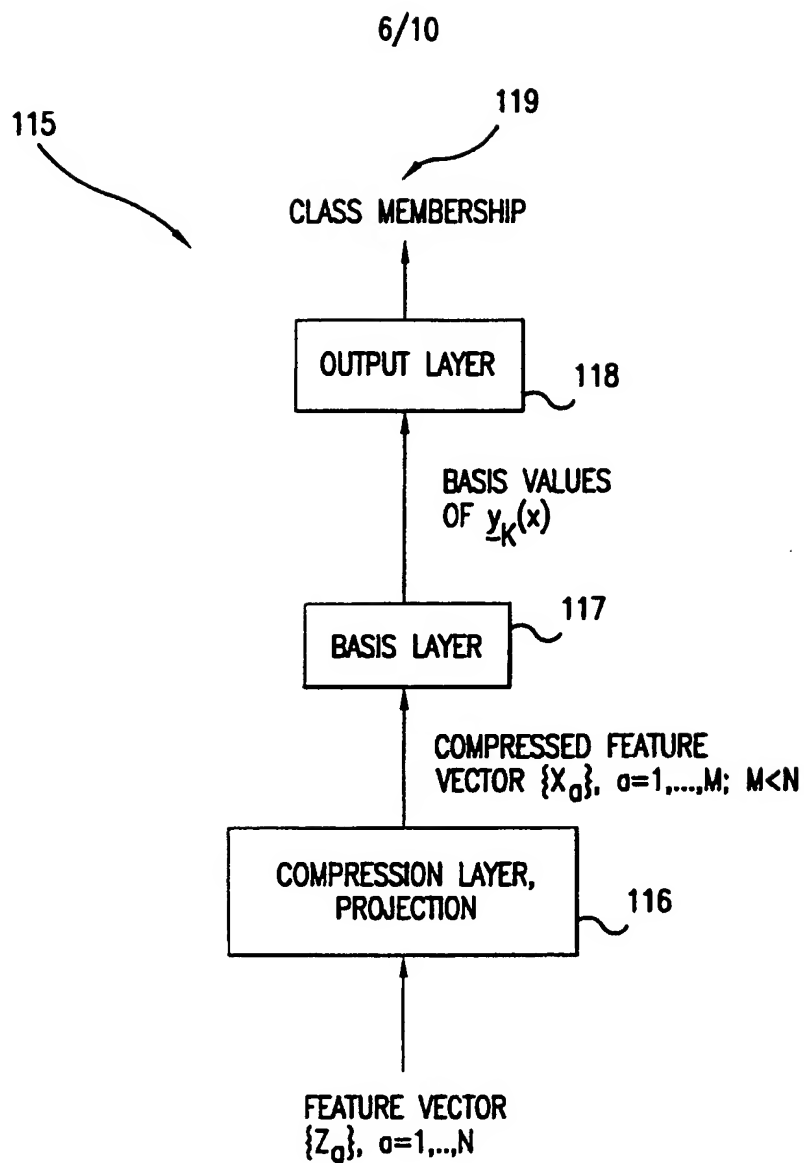 6/10
115
119
CLASS MEMBERSHIP
OUTPUT LAYER
118
BASIS VALUES
OF y_K(x)
117
BASIS LAYER
COMPRESSED FEATURE
VECTOR {X_a}, a=1,...,M; M<N
COMPRESSION LAYER,
PROJECTION
116
FEATURE VECTOR
{Z_a}, a=1,..,N